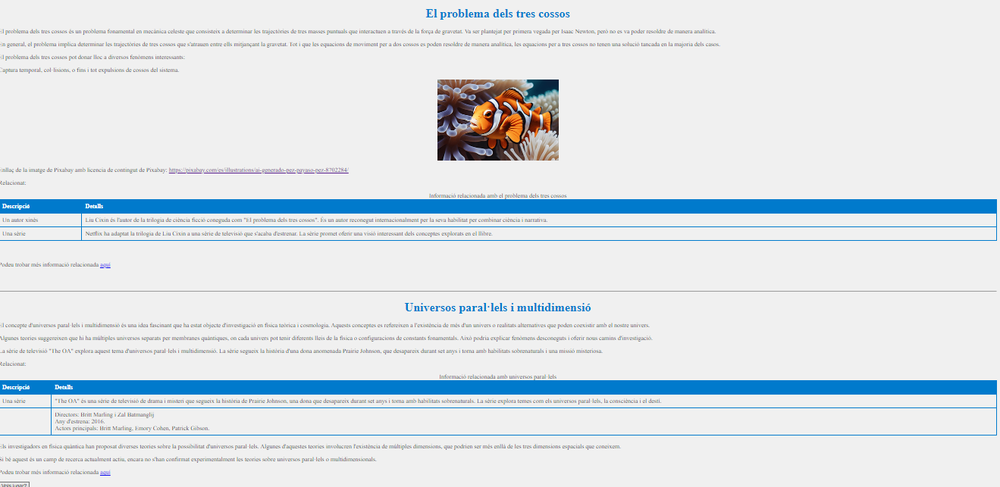 El problema dels tres cossos
El problema dels tres cossos és un problema fonamental en mecànica celeste que consisteix a determinar les trajectòries de tres masses puntuals que interactuen a través de la força de gravetat. Va ser plantejat per primera vegada per Isaac Newton, però no es va poder resoldre de manera analítica.
En general, el problema implica determinar les trajectòries de tres cossos que s'atrauen entre ells mitjançant la gravetat. Tot i que les equacions de moviment per a dos cossos es poden resoldre de manera analítica, les equacions per a tres cossos no tenen una solució tancada en la majoria dels casos.
El problema dels tres cossos pot donar lloc a diversos fenòmens interessants:
Captura temporal, col·lisions, o fins i tot expulsions de cossos del sistema.
Enllaç de la imatge de Pixabay amb licencia de contingut de Pixabay: https://pixabay.com/es/illustrations/ai-generado-pez-payaso-pez-8702284/
Relacionat:
Informació relacionada amb el problema dels tres cossos
Descripció Detalls
Un autor xinès Liu Cixin és l'autor de la trilogia de ciència ficció coneguda com "El problema dels tres cossos". És un autor reconegut internacionalment per la seva habilitat per combinar ciència i narrativa.
Una sèrie Netflix ha adaptat la trilogia de Liu Cixin a una sèrie de televisió que s'acaba d'estrenar. La sèrie promet oferir una visió interessant dels conceptes explorats en el llibre.
Podeu trobar més informació relacionada aquí
Universos paral·lels i multidimensió
El concepte d'universos paral·lels i multidimensió és una idea fascinant que ha estat objecte d'investigació en física teòrica i cosmologia. Aquests conceptes es refereixen a l'existència de més d'un univers o realitats alternatives que poden coexistir amb el nostre univers.
Algunes teories suggereixen que hi ha múltiples universos separats per membranes quàntiques, on cada univers pot tenir diferents lleis de la física o configuracions de constants fonamentals. Això podria explicar fenòmens desconeguts i oferir nous camins d'investigació.
La sèrie de televisió "The OA" explora aquest tema d'universos paral·lels i multidimensió. La sèrie segueix la història d'una dona anomenada Prairie Johnson, que desapareix durant set anys i torna amb habilitats sobrenaturals i una missió misteriosa.
Relacionat:
Informació relacionada amb universos paral·lels
Descripció Detalls
Una sèrie "The OA" és una sèrie de televisió de drama i misteri que segueix la història de Prairie Johnson, una dona que desapareix durant set anys i torna amb habilitats sobrenaturals. La sèrie explora temes com els universos paral·lels, la consciència i el destí.
Directors: Britt Marling i Zal Batmanglij
Any d'estrena: 2016.
Actors principals: Britt Marling, Emory Cohen, Patrick Gibson.
Els investigadors en física quàntica han proposat diverses teories sobre la possibilitat d'universos paral·lels. Algunes d'aquestes teories involucren l'existència de múltiples dimensions, que podrien ser més enllà de les tres dimensions espacials que coneixem.
Si bé aquest és un camp de recerca actualment actiu, encara no s'han confirmat experimentalment les teories sobre universos paral·lels o multidimensionals.
Podeu trobar més informació relacionada aquí
Vols jugar?